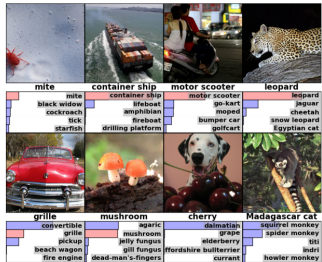 mite
container ship
motor scooter
leopard
mite
black widow
cockroach
tick
starfish
container ship
lifeboat
amphibian
fireboat
drilling platform
motor scooter
go-kart
moped
bumper car
golfcart
leopard
jaguar
cheetah
snow leopard
Egyptian cat
grille
mushroom
cherry
Madagascar cat
convertible
grille
pickup
beach wagon
fire engine
agaric
mushroom
jelly fungus
gill fungus
dead-man's-fingers
dalmatian
grape
elderberry
ffordshire bullterrier
currant
squirrel monkey
spider monkey
titi
indri
howler monkey